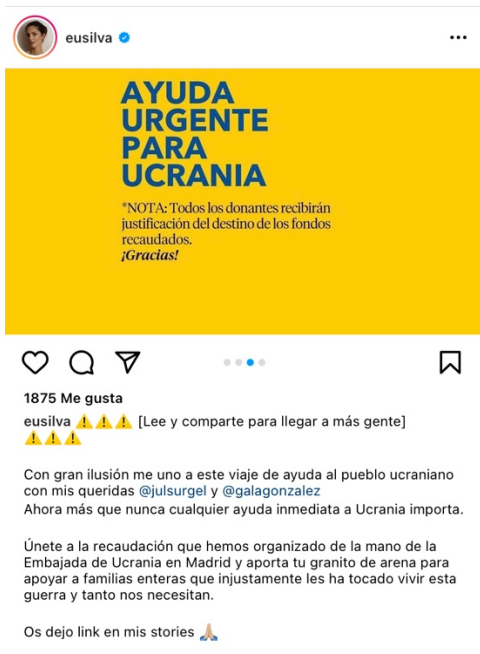 eusilva
AYUDA
URGENTE
PARA
UCRANIA
*NOTA: Todos los donantes recibirán
justificación del destino de los fondos
recaudados.
¡Gracias!
1875 Me gusta
eusilva ⚠️⚠️⚠️ [Lee y comparte para llegar a más gente]
⚠️⚠️⚠️
Con gran ilusión me uno a este viaje de ayuda al pueblo ucraniano
con mis queridas @julsurgel y @galagonzalez
Ahora más que nunca cualquier ayuda inmediata a Ucrania importa.
Únete a la recaudación que hemos organizado de la mano de la
Embajada de Ucrania en Madrid y aporta tu granito de arena para
apoyar a familias enteras que injustamente les ha tocado vivir esta
guerra y tanto nos necesitan.
Os dejo link en mis stories 🙏🏼